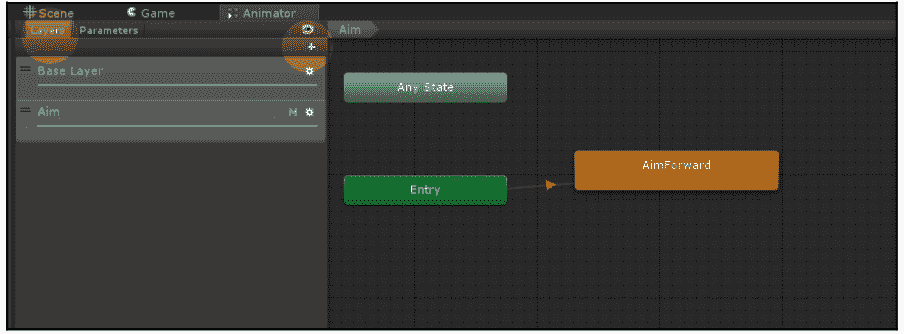 Scene Game Animator
Layers Parameters
Aim
Base Layer
Aim M
Any State
Entry
AimForward